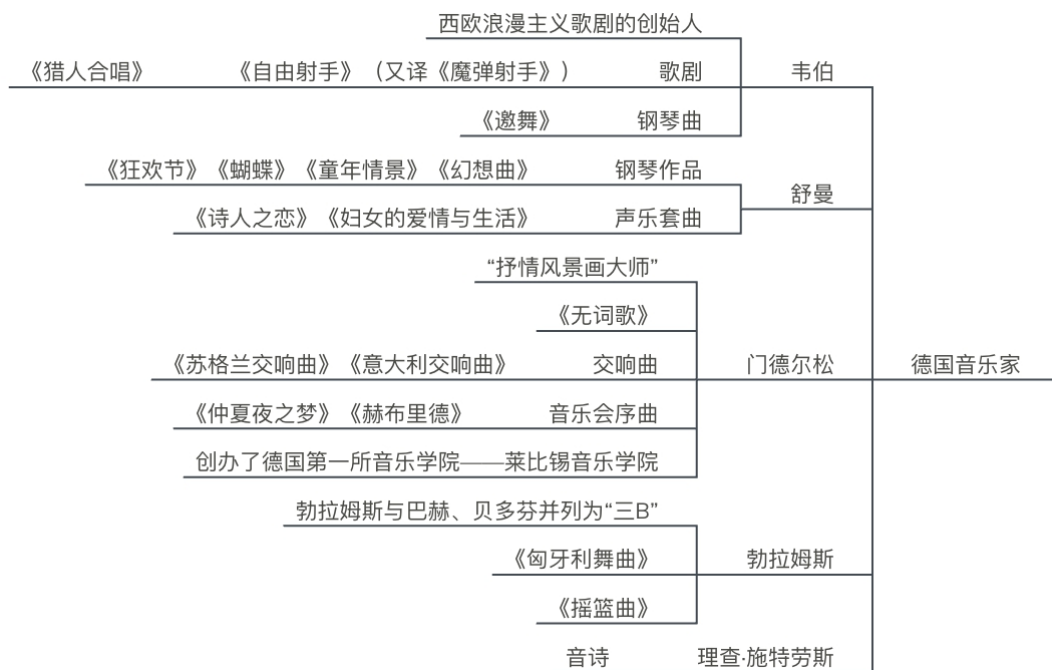 西欧浪漫主义歌剧的创始人
《猎人合唱》 《自由射手》（又译《魔弹射手》） 歌剧 韦伯
《邀舞》 钢琴曲
《狂欢节》《蝴蝶》《童年情景》《幻想曲》 钢琴作品
舒曼
《诗人之恋》《妇女的爱情与生活》 声乐套曲
“抒情风景画大师”
《无词歌》
《苏格兰交响曲》《意大利交响曲》 交响曲 门德尔松 德国音乐家
《仲夏夜之梦》《赫布里德》 音乐会序曲
创办了德国第一所音乐学院——莱比锡音乐学院
勃拉姆斯与巴赫、贝多芬并列为“三B”
《匈牙利舞曲》 勃拉姆斯
《摇篮曲》
音诗 理查·施特劳斯